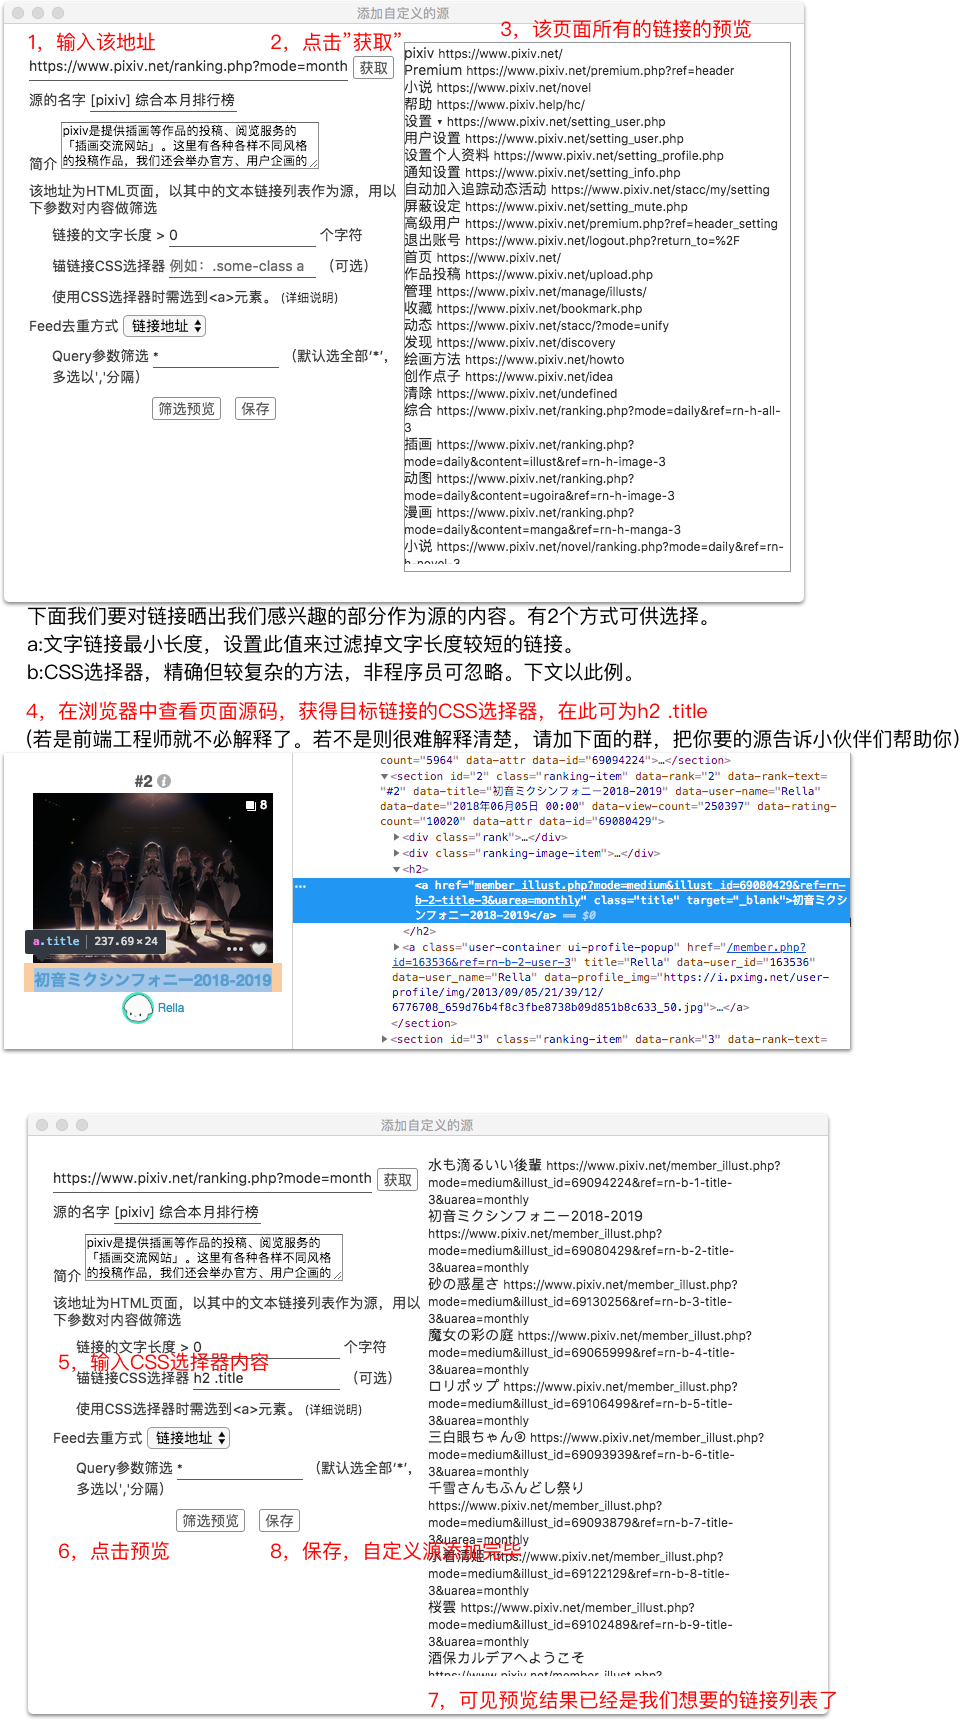 添加自定义的源
1，输入该地址
2，点击”获取”
3，该页面所有的链接的预览
https://www.pixiv.net/ranking.php?mode=month
获取
源的名字 [pixiv] 综合本月排行榜
简介
pixiv是提供插画等作品的投稿、阅览服务的
「插画交流网站」。这里有各种各样不同风格
的投稿作品，我们还会举办官方、用户企画的
该地址为HTML页面，以其中的文本链接列表作为源，用以
下参数对内容做筛选
链接的文字长度 > 0 个字符
锚链接CSS选择器 例如：.some-class a （可选）
使用CSS选择器时需选到<a>元素。 (详细说明)
Feed去重方式 链接地址
Query参数筛选 * （默认选全部‘*’，
多选以','分隔）
筛选预览 保存
pixiv https://www.pixiv.net/
Premium https://www.pixiv.net/premium.php?ref=header
小说 https://www.pixiv.net/novel
帮助 https://www.pixiv.help/hc/
设置 ▾ https://www.pixiv.net/setting_user.php
用户设置 https://www.pixiv.net/setting_user.php
设置个人资料 https://www.pixiv.net/setting_profile.php
通知设置 https://www.pixiv.net/setting_info.php
自动加入追踪动态活动 https://www.pixiv.net/stacc/my/setting
屏蔽设定 https://www.pixiv.net/setting_mute.php
高级用户 https://www.pixiv.net/premium.php?ref=header_setting
退出账号 https://www.pixiv.net/logout.php?return_to=%2F
首页 https://www.pixiv.net/
作品投稿 https://www.pixiv.net/upload.php
管理 https://www.pixiv.net/manage/illusts/
收藏 https://www.pixiv.net/bookmark.php
动态 https://www.pixiv.net/stacc/?mode=unify
发现 https://www.pixiv.net/discovery
绘画方法 https://www.pixiv.net/howto
创作点子 https://www.pixiv.net/idea
清除 https://www.pixiv.net/undefined
综合 https://www.pixiv.net/ranking.php?mode=daily&ref=rn-h-all-
3
插画 https://www.pixiv.net/ranking.php?
mode=daily&content=illust&ref=rn-h-image-3
动图 https://www.pixiv.net/ranking.php?
mode=daily&content=ugoira&ref=rn-h-image-3
漫画 https://www.pixiv.net/ranking.php?
mode=daily&content=manga&ref=rn-h-manga-3
小说 https://www.pixiv.net/novel/ranking.php?mode=daily&ref=rn-
h-novel-3
下面我们要对链接晒出我们感兴趣的部分作为源的内容。有2个方式可供选择。
a:文字链接最小长度，设置此值来过滤掉文字长度较短的链接。
b:CSS选择器，精确但较复杂的方法，非程序员可忽略。下文以此例。
4，在浏览器中查看页面源码，获得目标链接的CSS选择器，在此可为h2 .title
(若是前端工程师就不必解释了。若不是则很难解释清楚，请加下面的群，把你要的源告诉小伙伴们帮助你)
#2
8
a.title 237.69×24
初音ミクシンフォニー2018-2019
Rella
count="5964" data-attr data-id="69094224">…</section>
▼<section id="2" class="ranking-item" data-rank="2" data-rank-text=
"#2" data-title="初音ミクシンフォニー2018-2019" data-user-name="Rella"
data-date="2018年06月05日 00:00" data-view-count="250397" data-rating-
count="10020" data-attr data-id="69080429">
▶<div class="rank">…</div>
▶<div class="ranking-image-item">…</div>
▼<h2>
<a href="member_illust.php?mode=medium&illust_id=69080429&ref=rn-
b-2-title-3&uarea=monthly" class="title" target="_blank">初音ミクシ
ンフォニー2018-2019</a> == $0
</h2>
▶<a class="user-container ui-profile-popup" href="/member.php?
id=163536&ref=rn-b-2-user-3" title="Rella" data-user_id="163536"
data-user_name="Rella" data-profile_img="https://i.pximg.net/user-
profile/img/2013/09/05/21/39/12/
6776708_659d76b4f8c3fbe8738b09d851b8c633_50.jpg">…</a>
</section>
▶<section id="3" class="ranking-item" data-rank="3" data-rank-text=
添加自定义的源
https://www.pixiv.net/ranking.php?mode=month
获取
源的名字 [pixiv] 综合本月排行榜
简介
pixiv是提供插画等作品的投稿、阅览服务的
「插画交流网站」。这里有各种各样不同风格
的投稿作品，我们还会举办官方、用户企画的
该地址为HTML页面，以其中的文本链接列表作为源，用以
下参数对内容做筛选
链接的文字长度 > 0 个字符
5，输入CSS选择器内容
锚链接CSS选择器 h2 .title （可选）
使用CSS选择器时需选到<a>元素。 (详细说明)
Feed去重方式 链接地址
Query参数筛选 * （默认选全部‘*’，
多选以','分隔）
筛选预览 保存
6，点击预览
8，保存，自定义源添加完毕
水も滴るいい後輩 https://www.pixiv.net/member_illust.php?
mode=medium&illust_id=69094224&ref=rn-b-1-title-
3&uarea=monthly
初音ミクシンフォニー2018-2019
https://www.pixiv.net/member_illust.php?
mode=medium&illust_id=69080429&ref=rn-b-2-title-
3&uarea=monthly
砂の惑星さ https://www.pixiv.net/member_illust.php?
mode=medium&illust_id=69130256&ref=rn-b-3-title-
3&uarea=monthly
魔女の彩の庭 https://www.pixiv.net/member_illust.php?
mode=medium&illust_id=69065999&ref=rn-b-4-title-
3&uarea=monthly
ロリポップ https://www.pixiv.net/member_illust.php?
mode=medium&illust_id=69106499&ref=rn-b-5-title-
3&uarea=monthly
三白眼ちゃん⑨ https://www.pixiv.net/member_illust.php?
mode=medium&illust_id=69093939&ref=rn-b-6-title-
3&uarea=monthly
千雪さんもふんどし祭り
https://www.pixiv.net/member_illust.php?
mode=medium&illust_id=69093879&ref=rn-b-7-title-
3&uarea=monthly
水着清姫 https://www.pixiv.net/member_illust.php?
mode=medium&illust_id=69122129&ref=rn-b-8-title-
3&uarea=monthly
桜雲 https://www.pixiv.net/member_illust.php?
mode=medium&illust_id=69102489&ref=rn-b-9-title-
3&uarea=monthly
酒保カルデアへようこそ
https://www.pixiv.net/member_illust.php?
7，可见预览结果已经是我们想要的链接列表了